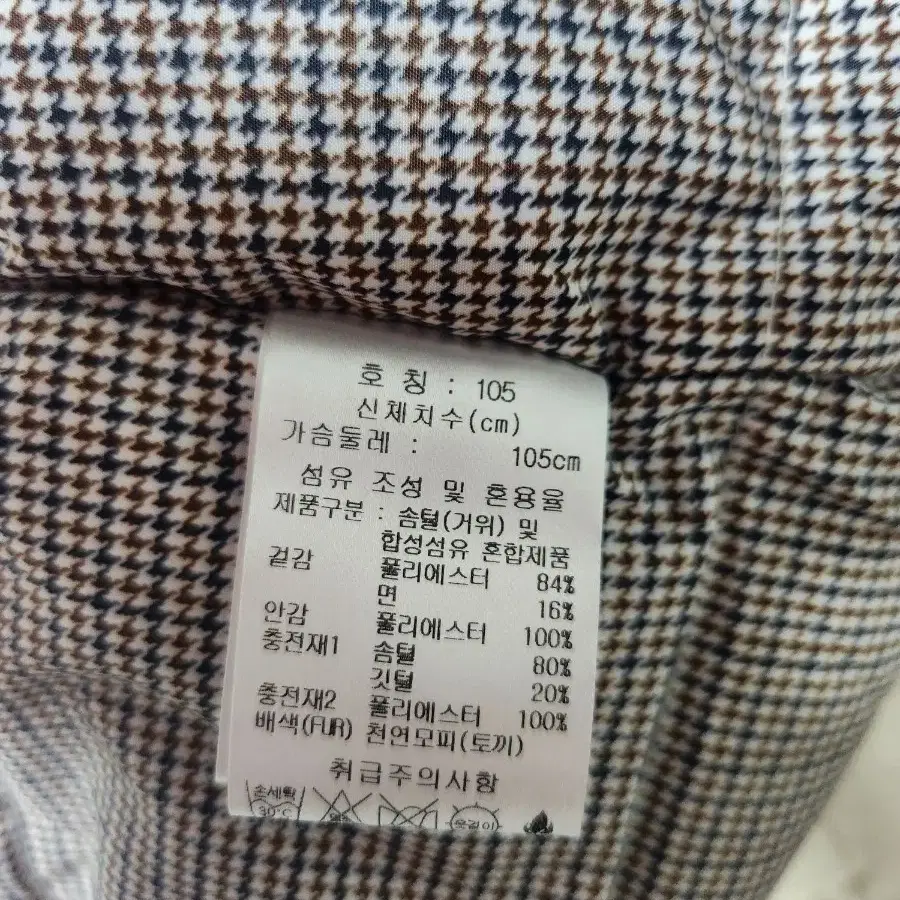 호 칭 : 105
신체치수(cm)
가슴둘레 : 105cm
섬유 조성 및 혼용율
제품구분 : 솜털(거위) 및
합성섬유 혼합제품
겉감 폴리에스터 84%
면 16%
안감 폴리에스터 100%
충전재1 솜털 80%
깃털 20%
충전재2 폴리에스터 100%
배색(FUR) 천연모피(토끼)
취급주의사항
손세탁
30°C
옷걸이